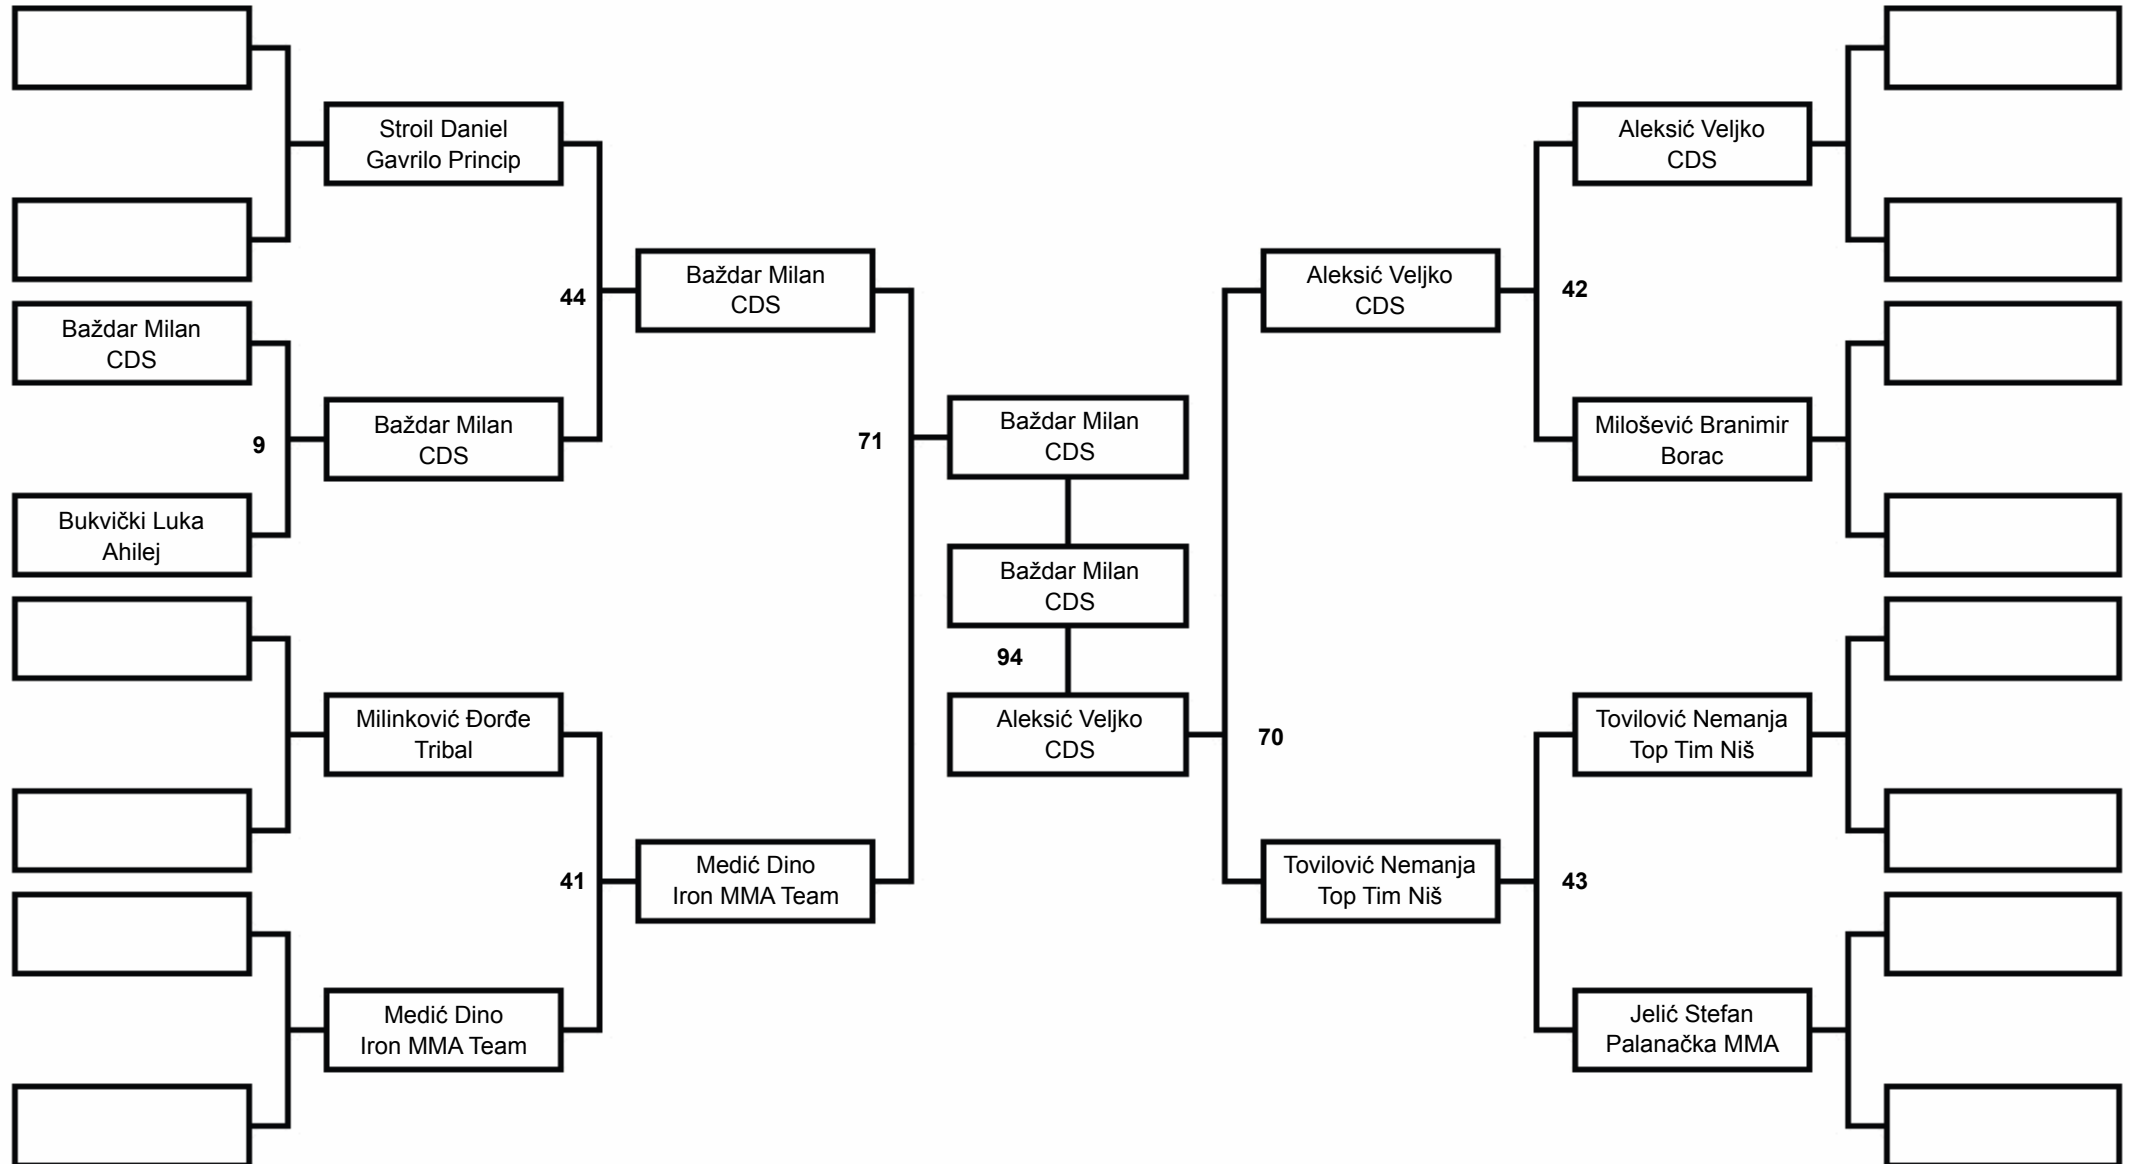 Stroil Daniel
Gavrilo Princip
Baždar Milan
CDS
9
Bukvički Luka
Ahilej
Baždar Milan
CDS
44
Baždar Milan
CDS
Milinković Đorđe
Tribal
41
Medić Dino
Iron MMA Team
Medić Dino
Iron MMA Team
71
Baždar Milan
CDS
Baždar Milan
CDS
94
Aleksić Veljko
CDS
70
Aleksić Veljko
CDS
42
Aleksić Veljko
CDS
Milošević Branimir
Borac
Tovilović Nemanja
Top Tim Niš
43
Tovilović Nemanja
Top Tim Niš
Jelić Stefan
Palanačka MMA